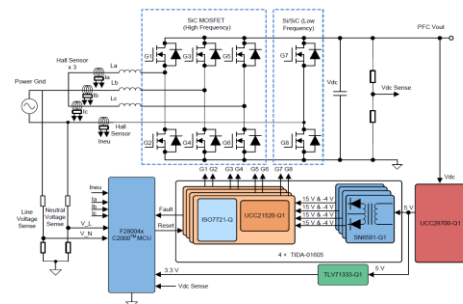 SiC MOSFET
(High Frequency)
Si/SiC (Low
Frequency)
PFC Vout
Hall Sensor
x 3
La
Lb
Lc
Ia
Ib
Ic
G1
G3
G5
G7
Power Grid
Vdc
Vdc Sense
Hall
Sensor
Ineu
G2
G4
G6
G8
G1 G3 G5 G7
G2 G4 G6 G8
Vdc
Line
Voltage
Sense
Neutral
Voltage
Sense
Ineu
Ia
Ib
Ic
V_L
V_N
F28004x
C2000™ MCU
Fault
Reset
ISO7721-Q
UCC21520-Q1
15 V & -4 V
15 V & -4 V
15 V & -4 V
15 V & -4 V
SN6501-Q1
5 V
UCC28700-Q1
4 × TIDA-01605
3.3 V
TLV71333-Q1
5 V
Vdc Sense